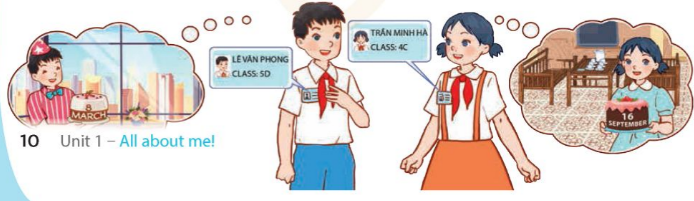 LÊ VĂN PHONG
CLASS: 5D
TRẦN MINH HÀ
CLASS: 4C
8
MARCH
16
SEPTEMBER
10 Unit 1 – All about me!